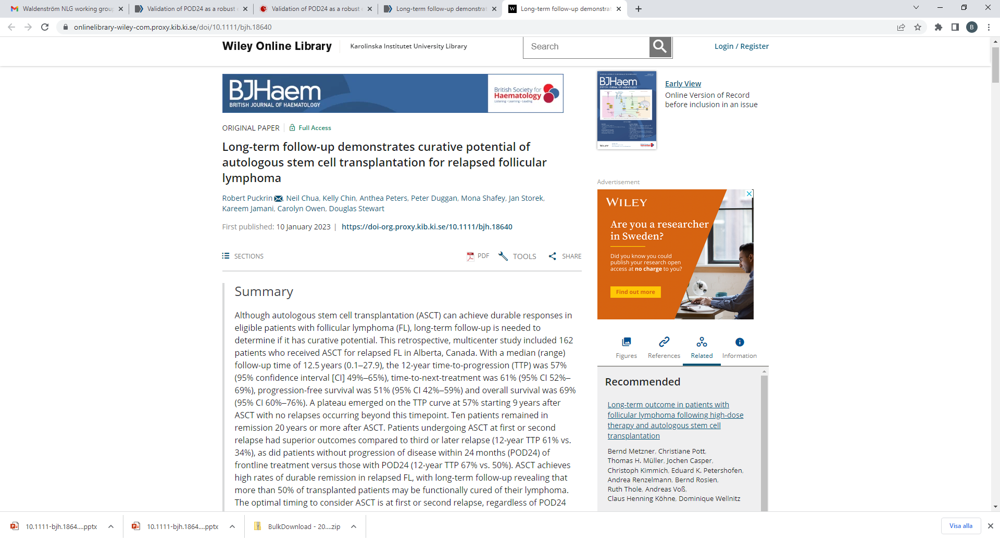 Waldenström NLG working group
Validation of POD24 as a robust e
Validation of POD24 as a robust
Long-term follow-up demonstrat
Long-term follow-up demonstra
onlinelibrary-wiley-com.proxy.kib.ki.se/doi/10.1111/bjh.18640
B
Wiley Online Library
Karolinska Institutet University Library
Search
Login / Register
BJHaem
BRITISH JOURNAL OF HAEMATOLOGY
British Society for
Haematology
Listening • Learning • Leading
BJHaem
BRITISH JOURNAL OF HAEMATOLOGY
WILEY
Early View
Online Version of Record
before inclusion in an issue
ORIGINAL PAPER
Full Access
Long-term follow-up demonstrates curative potential of
autologous stem cell transplantation for relapsed follicular
lymphoma
Robert Puckrin, Neil Chua, Kelly Chin, Anthea Peters, Peter Duggan, Mona Shafey, Jan Storek,
Kareem Jamani, Carolyn Owen, Douglas Stewart
First published: 10 January 2023 | https://doi-org.proxy.kib.ki.se/10.1111/bjh.18640
SECTIONS
PDF
TOOLS
SHARE
Summary
Although autologous stem cell transplantation (ASCT) can achieve durable responses in
eligible patients with follicular lymphoma (FL), long-term follow-up is needed to
determine if it has curative potential. This retrospective, multicenter study included 162
patients who received ASCT for relapsed FL in Alberta, Canada. With a median (range)
follow-up time of 12.5 years (0.1–27.9), the 12-year time-to-progression (TTP) was 57%
(95% confidence interval [CI] 49%–65%), time-to-next-treatment was 61% (95% CI 52%–
69%), progression-free survival was 51% (95% CI 42%–59%) and overall survival was 69%
(95% CI 60%–76%). A plateau emerged on the TTP curve at 57% starting 9 years after
ASCT with no relapses occurring beyond this timepoint. Ten patients remained in
remission 20 years or more after ASCT. Patients undergoing ASCT at first or second
relapse had superior outcomes compared to third or later relapse (12-year TTP 61% vs.
34%), as did patients without progression of disease within 24 months (POD24) of
frontline treatment versus those with POD24 (12-year TTP 67% vs. 50%). ASCT achieves
high rates of durable remission in relapsed FL, with long-term follow-up revealing that
more than 50% of transplanted patients may be functionally cured of their lymphoma.
The optimal timing to consider ASCT is at first or second relapse, regardless of POD24
Advertisement
WILEY
Are you a researcher
in Sweden?
Did you know you could
publish your research open
access at no charge to you?
Find out more
Figures
References
Related
Information
Recommended
Long-term outcome in patients with
follicular lymphoma following high-dose
therapy and autologous stem cell
transplantation
Bernd Metzner, Christiane Pott,
Thomas H. Müller, Jochen Casper,
Christoph Kimmich, Eduard K. Petershofen,
Andrea Renzelmann, Bernd Rosien,
Ruth Thole, Andreas Voß,
Claus Henning Köhne, Dominique Wellnitz
10.1111-bjh.1864....pptx
10.1111-bjh.1864....pptx
BulkDownload - 20....zip
Visa alla